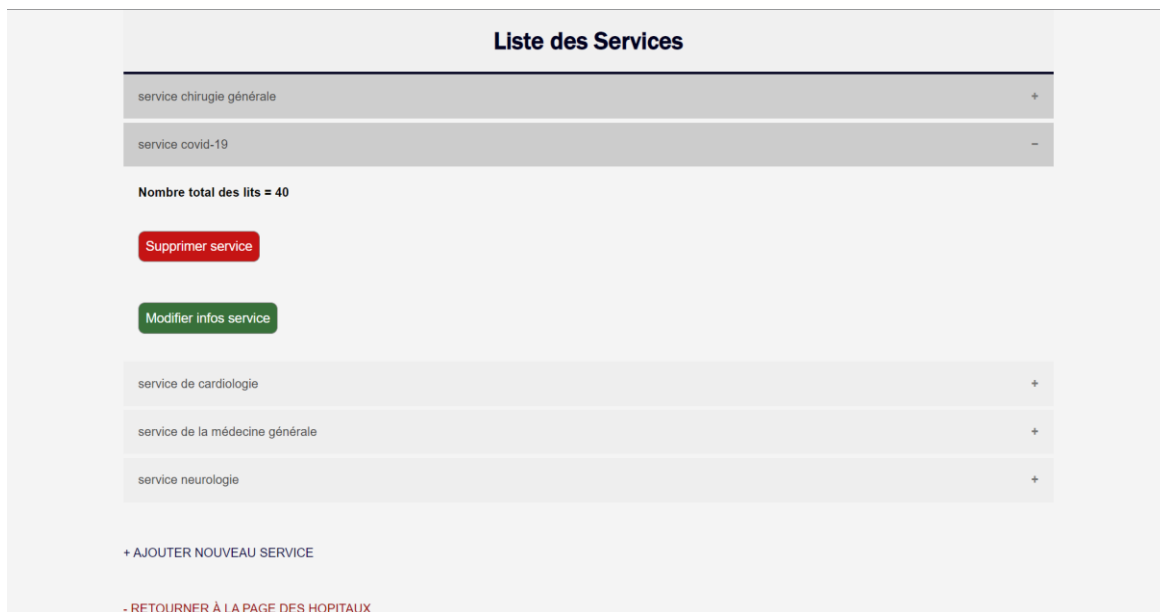 Liste des Services
service chirugie générale +
service covid-19 −
Nombre total des lits = 40
Supprimer service
Modifier infos service
service de cardiologie +
service de la médecine générale +
service neurologie +
+ AJOUTER NOUVEAU SERVICE
- RETOURNER À LA PAGE DES HOPITAUX